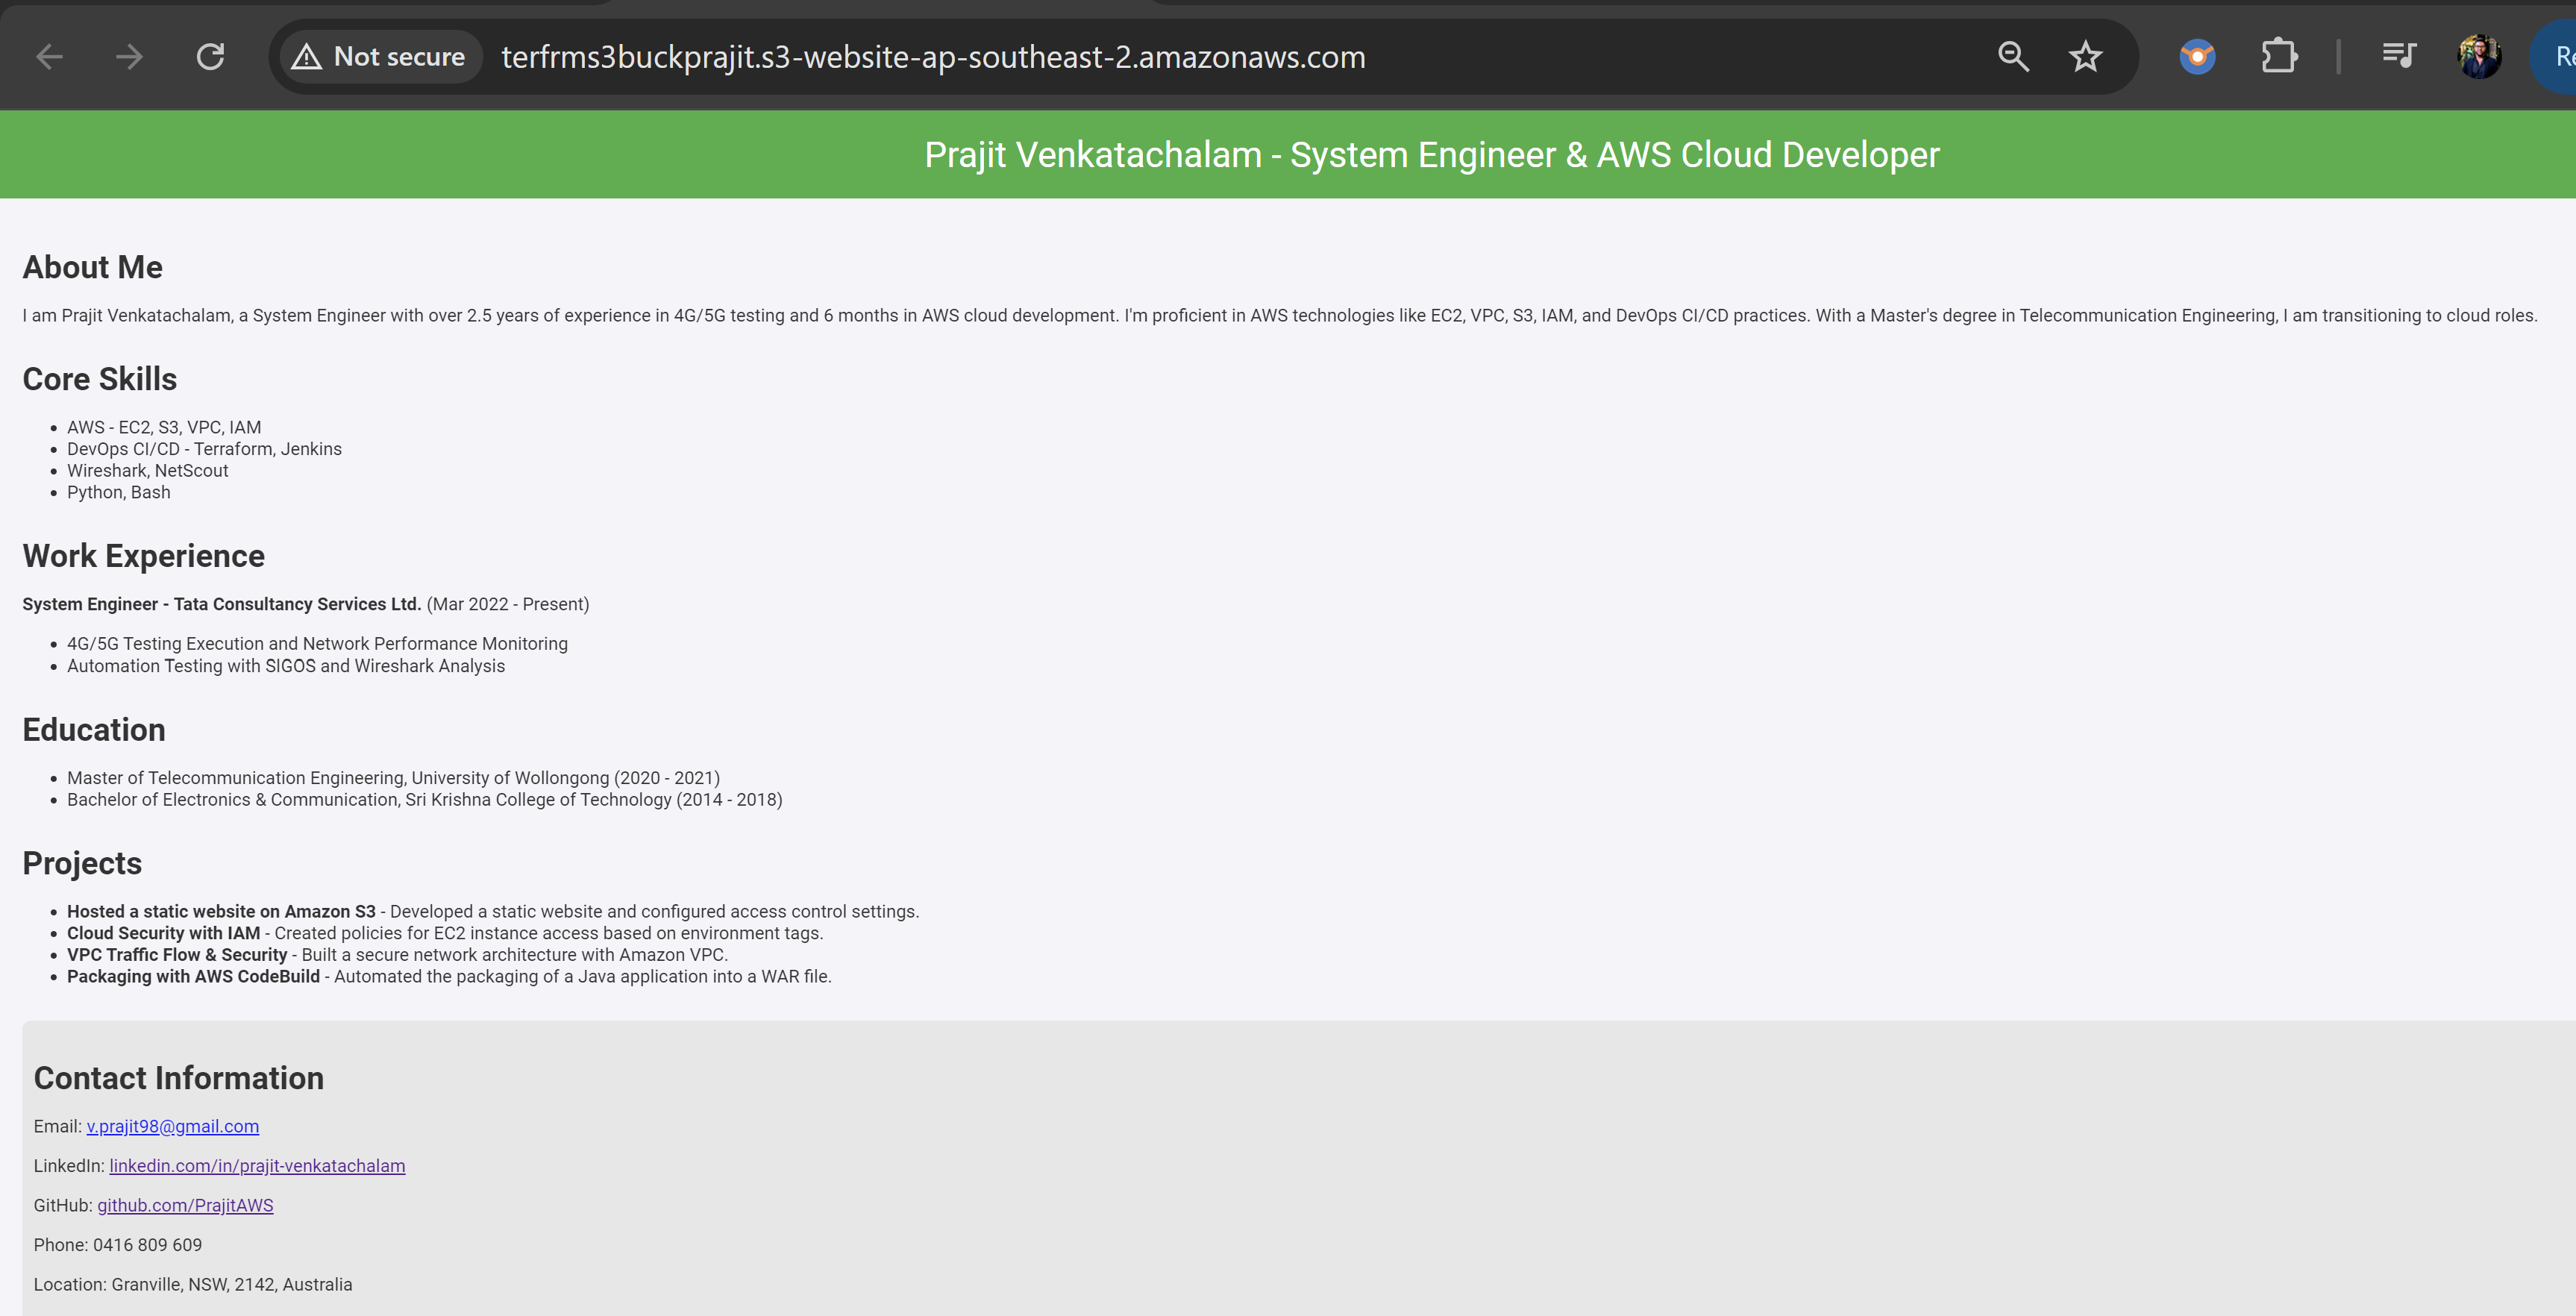 Not secure
terfrms3buckprajit.s3-website-ap-southeast-2.amazonaws.com
Prajit Venkatachalam - System Engineer & AWS Cloud Developer
About Me
I am Prajit Venkatachalam, a System Engineer with over 2.5 years of experience in 4G/5G testing and 6 months in AWS cloud development. I'm proficient in AWS technologies like EC2, VPC, S3, IAM, and DevOps CI/CD practices. With a Master's degree in Telecommunication Engineering, I am transitioning to cloud roles.
Core Skills
AWS - EC2, S3, VPC, IAM
DevOps CI/CD - Terraform, Jenkins
Wireshark, NetScout
Python, Bash
Work Experience
System Engineer - Tata Consultancy Services Ltd. (Mar 2022 - Present)
4G/5G Testing Execution and Network Performance Monitoring
Automation Testing with SIGOS and Wireshark Analysis
Education
Master of Telecommunication Engineering, University of Wollongong (2020 - 2021)
Bachelor of Electronics & Communication, Sri Krishna College of Technology (2014 - 2018)
Projects
Hosted a static website on Amazon S3 - Developed a static website and configured access control settings.
Cloud Security with IAM - Created policies for EC2 instance access based on environment tags.
VPC Traffic Flow & Security - Built a secure network architecture with Amazon VPC.
Packaging with AWS CodeBuild - Automated the packaging of a Java application into a WAR file.
Contact Information
Email: v.prajit98@gmail.com
LinkedIn: linkedin.com/in/prajit-venkatachalam
GitHub: github.com/PrajitAWS
Phone: 0416 809 609
Location: Granville, NSW, 2142, Australia